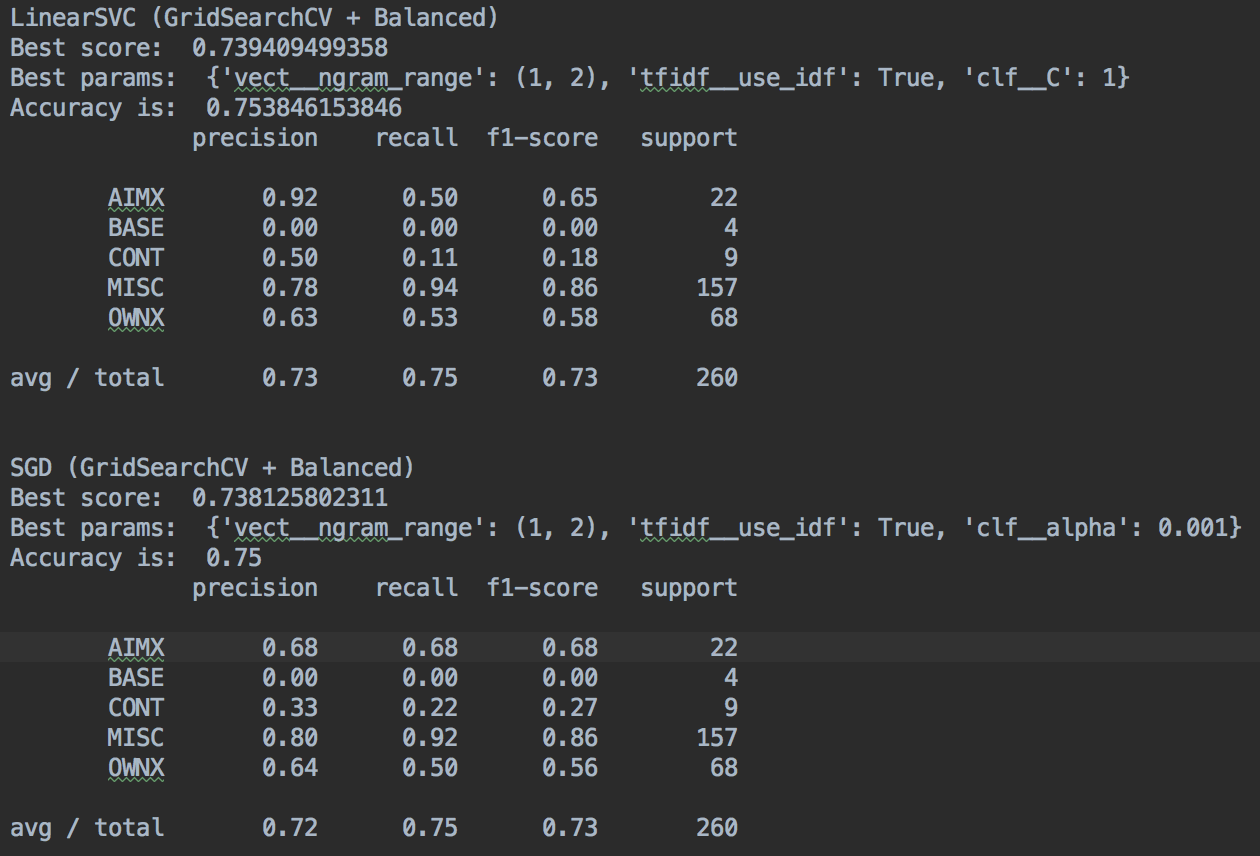 LinearSVC (GridSearchCV + Balanced)
Best score:  0.739409499358
Best params:  {'vect__ngram_range': (1, 2), 'tfidf__use_idf': True, 'clf__C': 1}
Accuracy is:  0.753846153846
             precision    recall  f1-score   support

       AIMX       0.92      0.50      0.65        22
       BASE       0.00      0.00      0.00         4
       CONT       0.50      0.11      0.18         9
       MISC       0.78      0.94      0.86       157
       OWNX       0.63      0.53      0.58        68

avg / total       0.73      0.75      0.73       260

SGD (GridSearchCV + Balanced)
Best score:  0.738125802311
Best params:  {'vect__ngram_range': (1, 2), 'tfidf__use_idf': True, 'clf__alpha': 0.001}
Accuracy is:  0.75
             precision    recall  f1-score   support

       AIMX       0.68      0.68      0.68        22
       BASE       0.00      0.00      0.00         4
       CONT       0.33      0.22      0.27         9
       MISC       0.80      0.92      0.86       157
       OWNX       0.64      0.50      0.56        68

avg / total       0.72      0.75      0.73       260